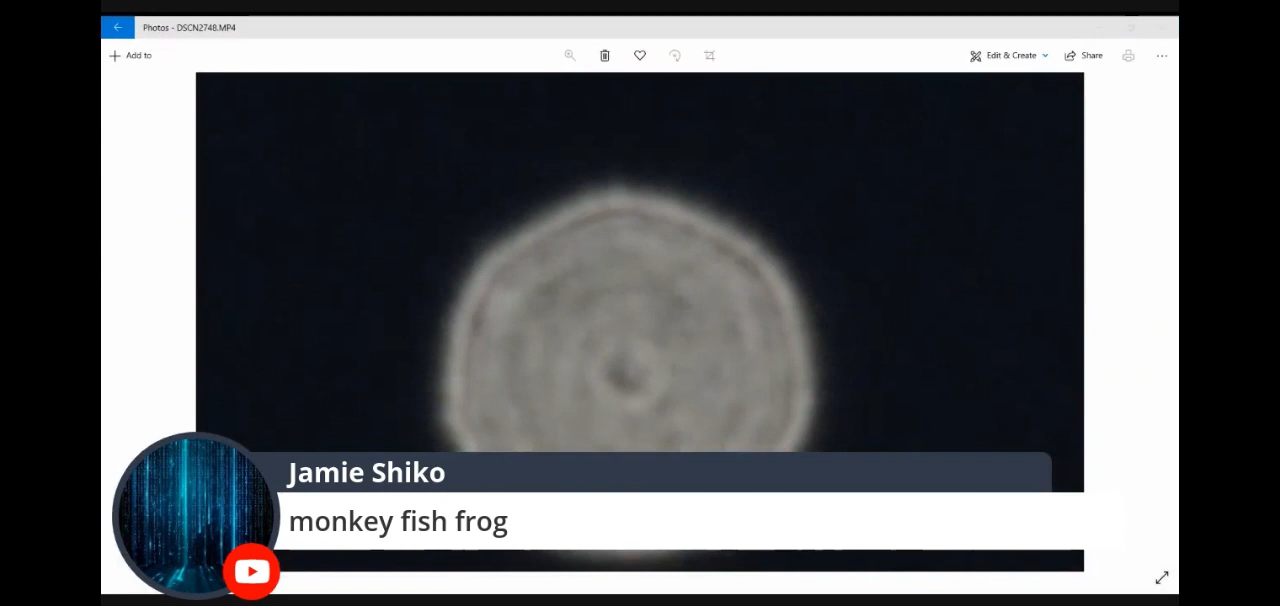 Photos - DSCN2748.MP4
Add to
Edit & Create
Share
Jamie Shiko
monkey fish frog